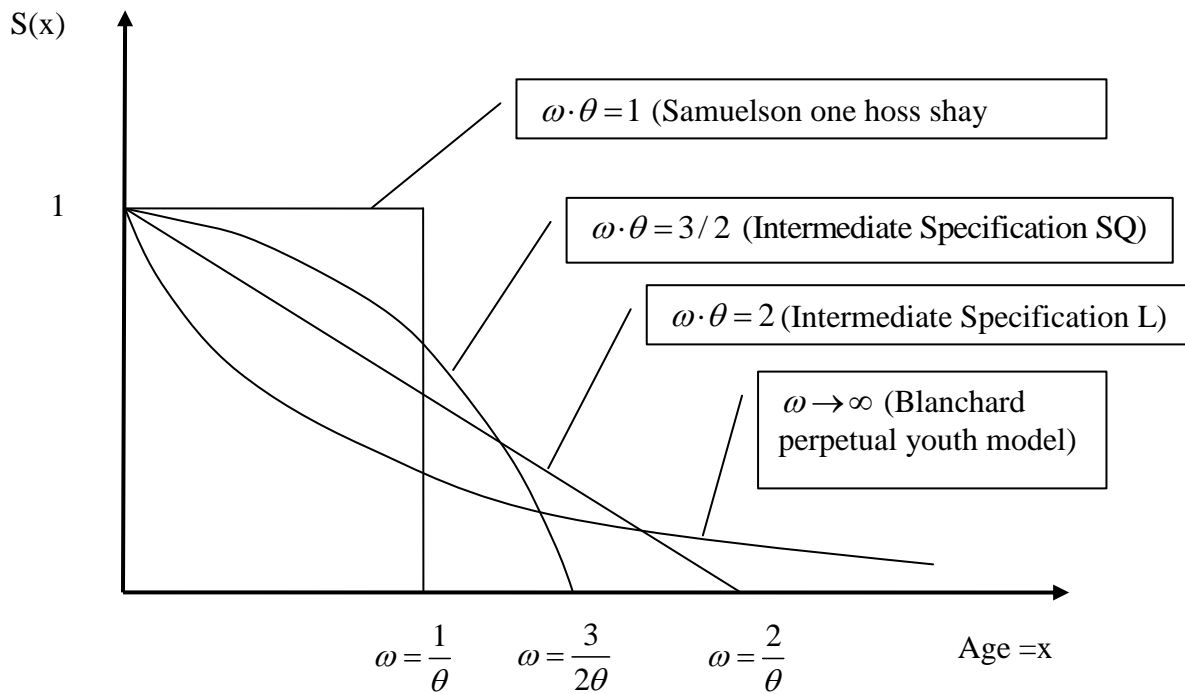 S(x)
ω·θ = 1 (Samuelson one hoss shay
1
ω·θ = 3/2 (Intermediate Specification SQ)
ω·θ = 2 (Intermediate Specification L)
ω → ∞ (Blanchard
perpetual youth model)
ω = 1/θ ω = 3/2θ ω = 2/θ Age =x